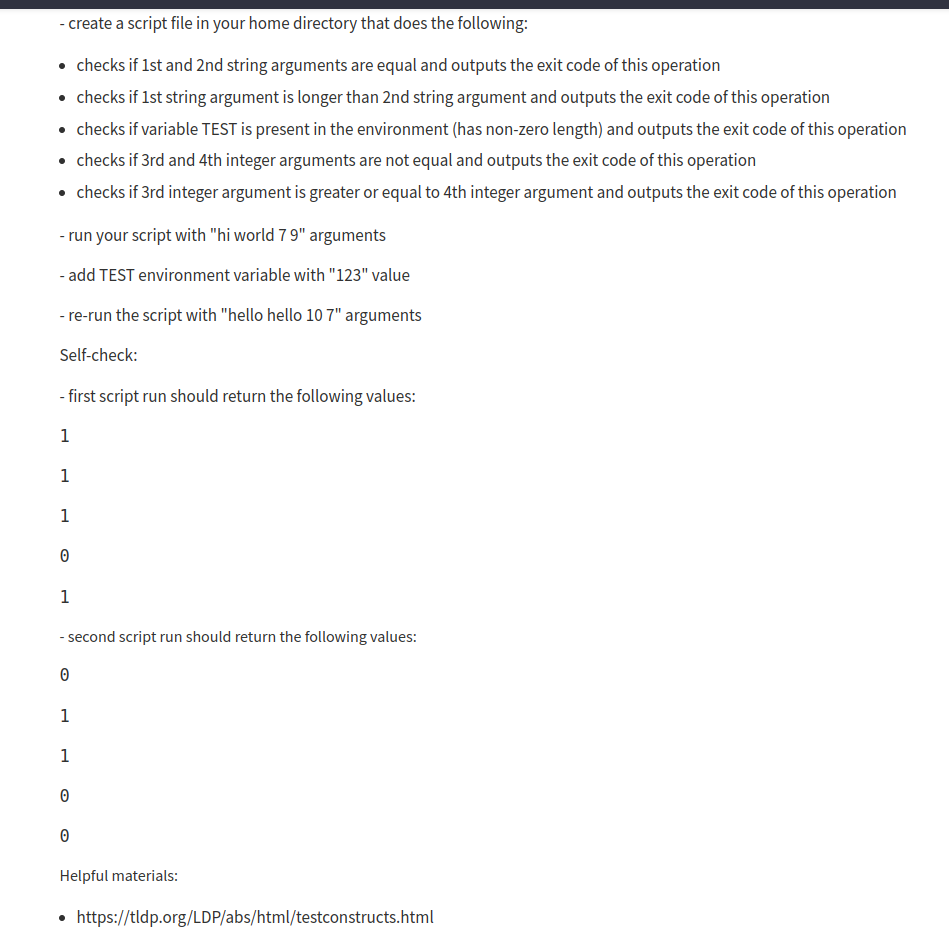 - create a script file in your home directory that does the following:
• checks if 1st and 2nd string arguments are equal and outputs the exit code of this operation
• checks if 1st string argument is longer than 2nd string argument and outputs the exit code of this operation
• checks if variable TEST is present in the environment (has non-zero length) and outputs the exit code of this operation
• checks if 3rd and 4th integer arguments are not equal and outputs the exit code of this operation
• checks if 3rd integer argument is greater or equal to 4th integer argument and outputs the exit code of this operation
- run your script with "hi world 7 9" arguments
- add TEST environment variable with "123" value
- re-run the script with "hello hello 10 7" arguments
Self-check:
- first script run should return the following values:
1
1
1
0
1
- second script run should return the following values:
0
1
1
0
0
Helpful materials:
• https://tldp.org/LDP/abs/html/testconstructs.html